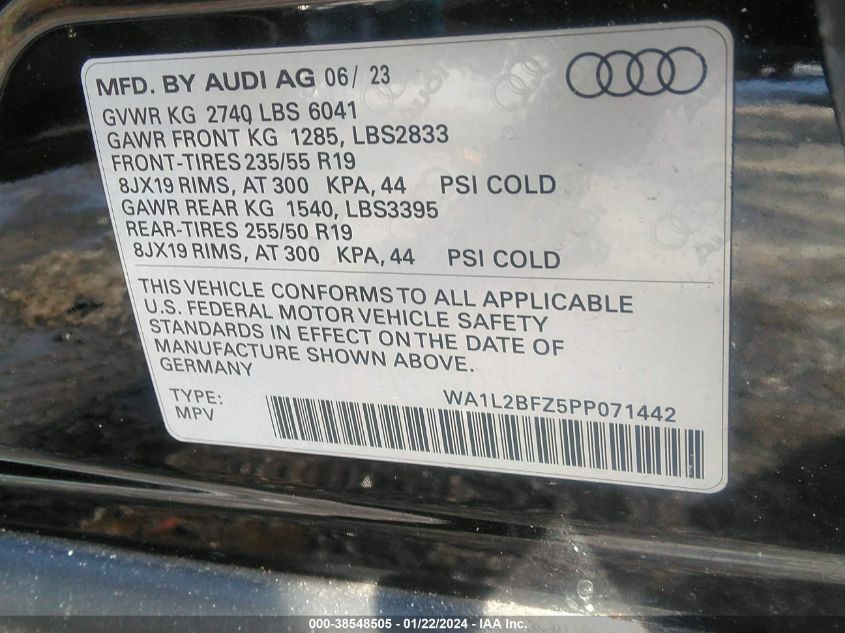 MFD. BY AUDI AG 06/ 23
GVWR KG 2740 LBS 6041
GAWR FRONT KG 1285, LBS2833
FRONT-TIRES 235/55 R19
8JX19 RIMS, AT 300 KPA, 44 PSI COLD
GAWR REAR KG 1540, LBS3395
REAR-TIRES 255/50 R19
8JX19 RIMS, AT 300 KPA, 44 PSI COLD
THIS VEHICLE CONFORMS TO ALL APPLICABLE
U.S. FEDERAL MOTOR VEHICLE SAFETY
STANDARDS IN EFFECT ON THE DATE OF
MANUFACTURE SHOWN ABOVE.
GERMANY
TYPE:
MPV
WA1L2BFZ5PP071442
Audi
Audi
000-38548505 - 01/22/2024 - IAA Inc.